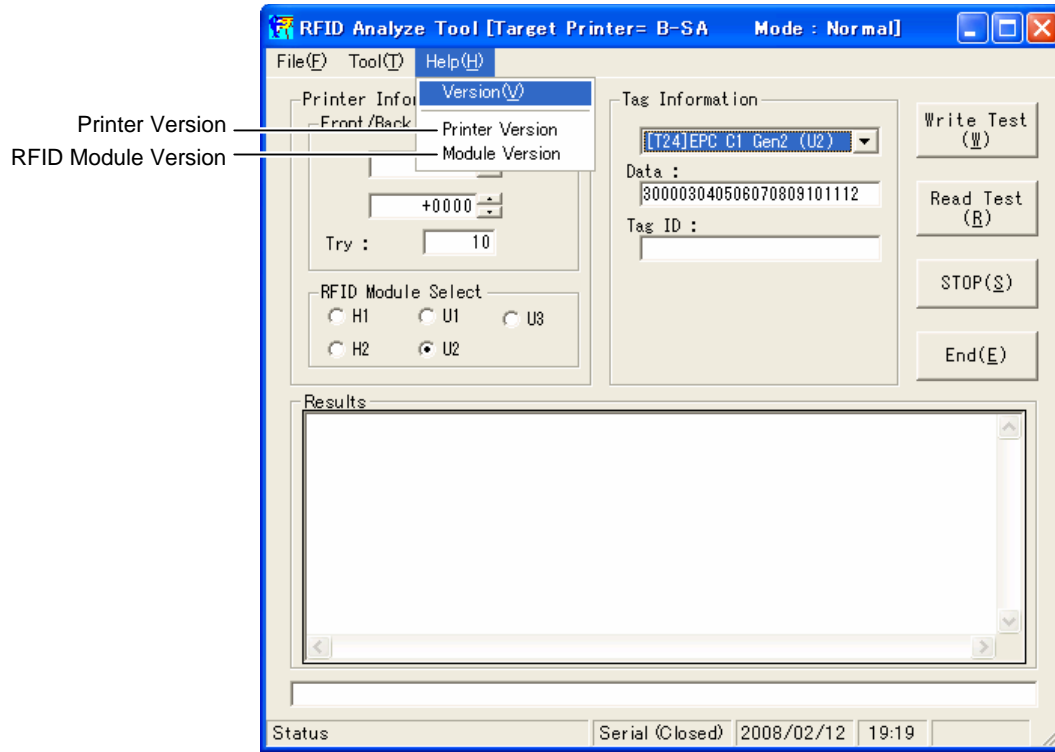 RFID Analyze Tool [Target Printer= B-SA Mode : Normal]
File(F) Tool(T) Help(H)
Version(V)
Printer Version
Module Version
Printer Version
RFID Module Version
Printer Infor
Front/Back
+0000
Try : 10
RFID Module Select
H1 U1 U3
H2 U2
Tag Information
[T24]EPC C1 Gen2 (U2)
Data :
300003040506070809101112
Tag ID :
Write Test
(W)
Read Test
(R)
STOP(S)
End(E)
Results
Status Serial (Closed) 2008/02/12 19:19